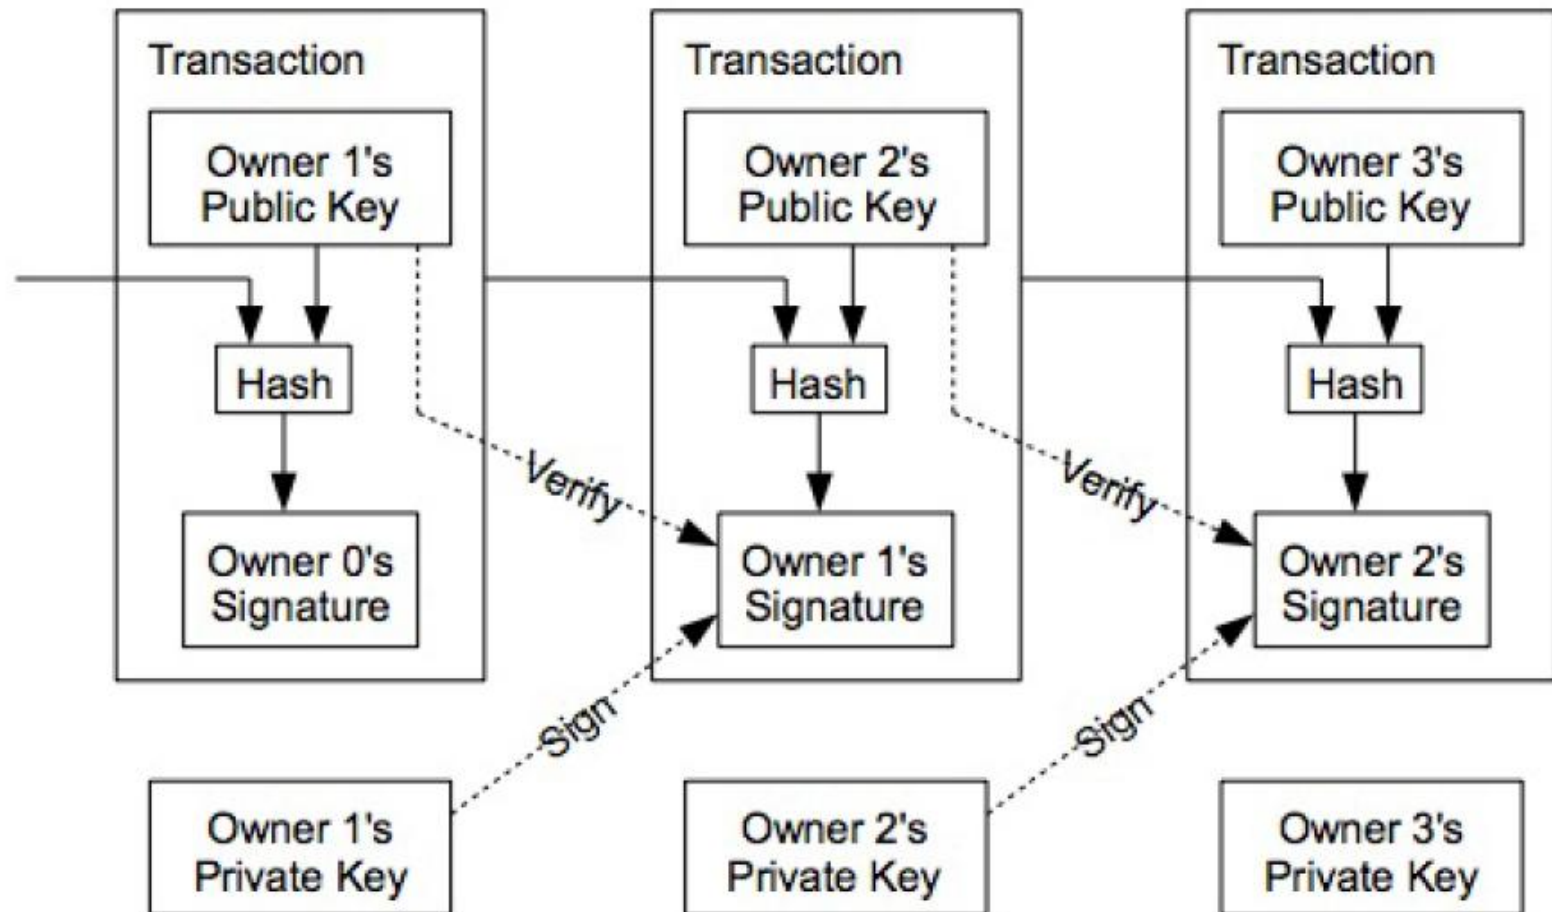 Transaction
Transaction
Transaction
Owner 1's
Public Key
Owner 2's
Public Key
Owner 3's
Public Key
Hash
Hash
Hash
Verify
Verify
Owner 0's
Signature
Owner 1's
Signature
Owner 2's
Signature
Sign
Sign
Owner 1's
Private Key
Owner 2's
Private Key
Owner 3's
Private Key